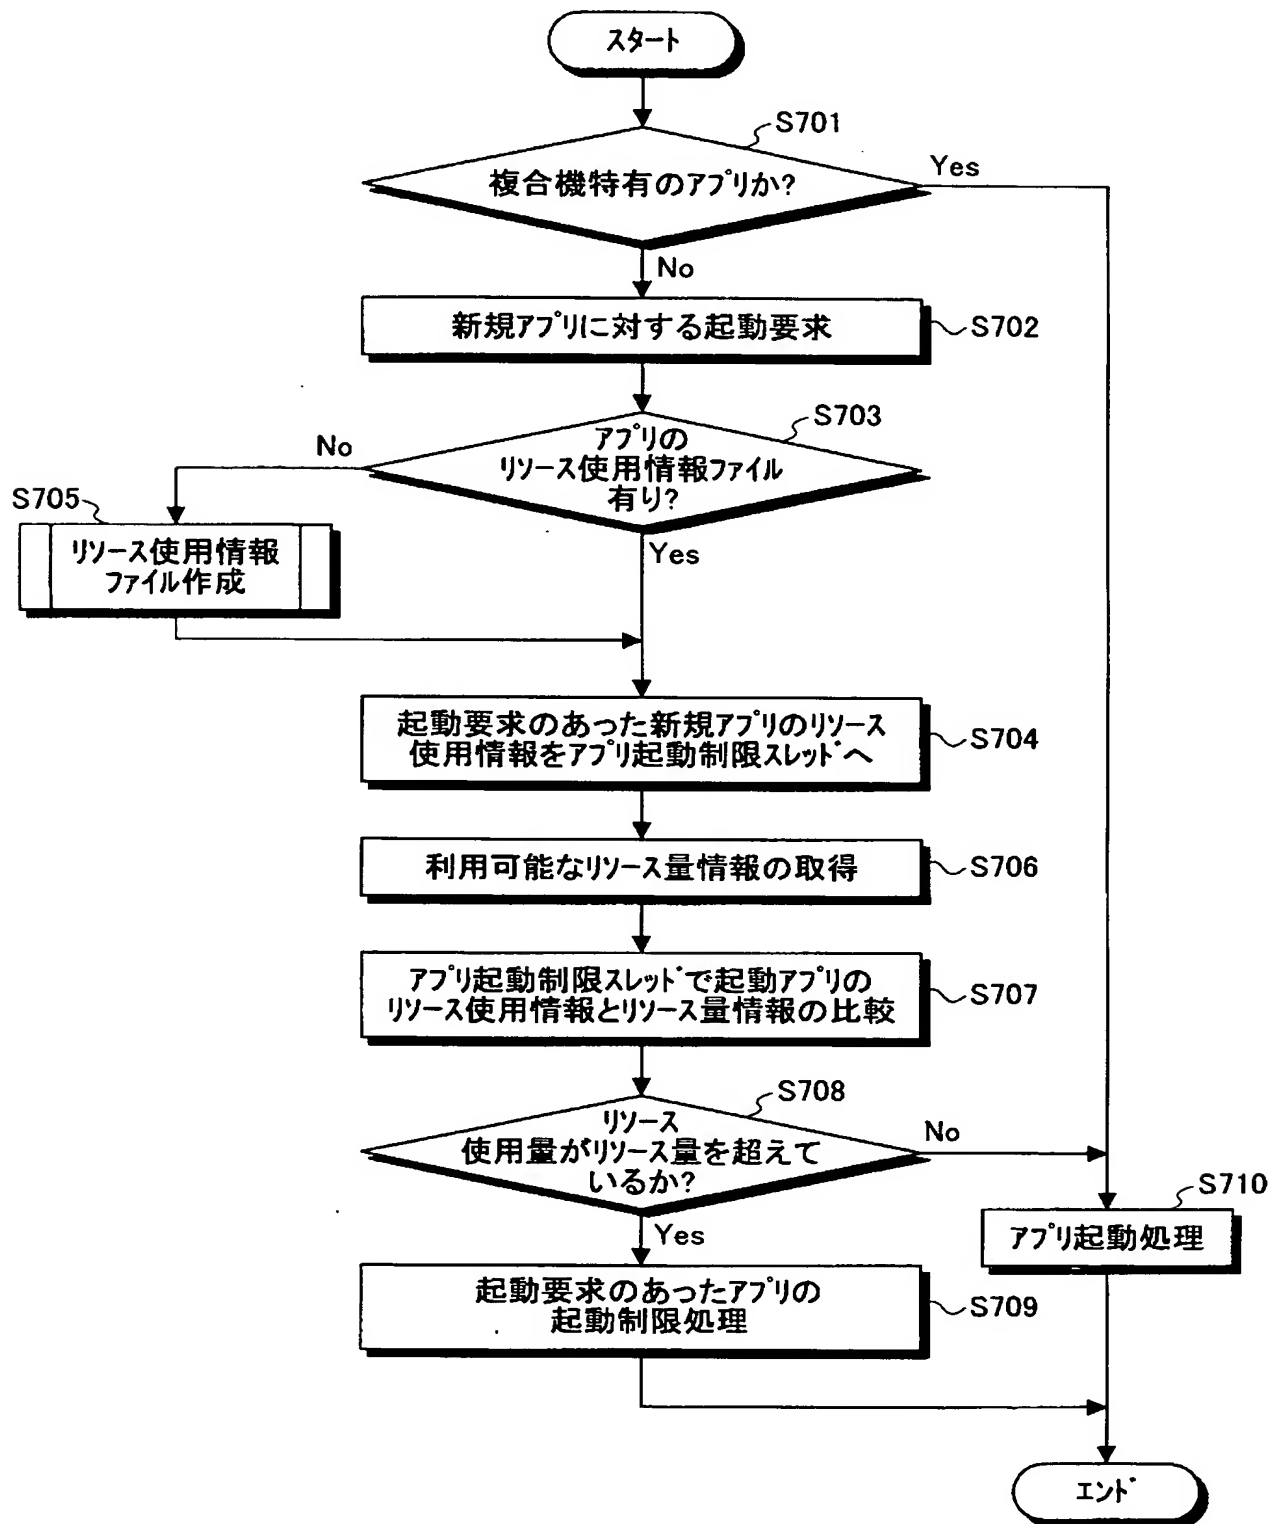 スタート
S701
複合機特有のアプリか?
Yes
No
新規アプリに対する起動要求
S702
S703
アプリの
リソース使用情報ファイル
有り?
No
Yes
S705
リソース使用情報
ファイル作成
起動要求のあった新規アプリのリソース
使用情報をアプリ起動制限スレッドへ
S704
利用可能なリソース量情報の取得
S706
アプリ起動制限スレッドで起動アプリの
リソース使用情報とリソース量情報の比較
S707
S708
リソース
使用量がリソース量を超えて
いるか?
No
Yes
S710
アプリ起動処理
起動要求のあったアプリの
起動制限処理
S709
エンド